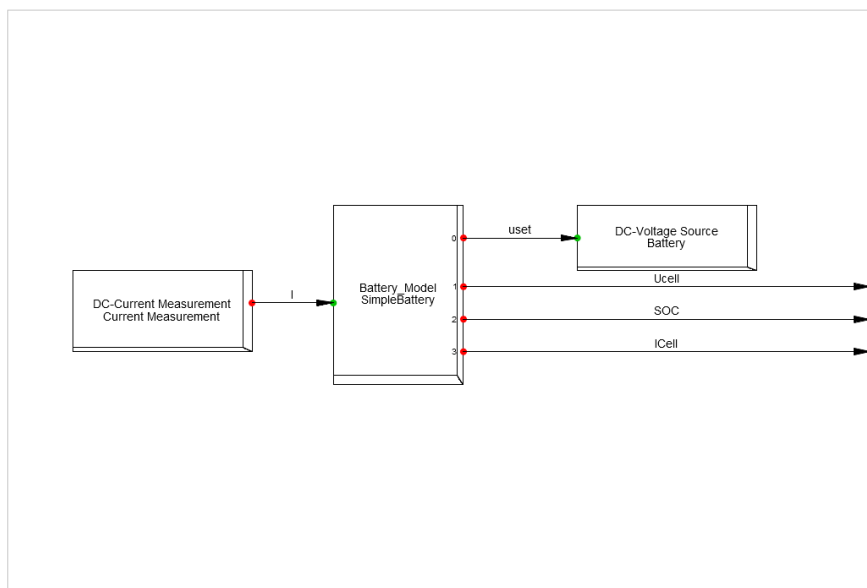 uset
0
DC-Voltage Source
Battery
DC-Current Measurement
Current Measurement
I
Battery_Model
SimpleBattery
1
Ucell
2
SOC
3
ICell